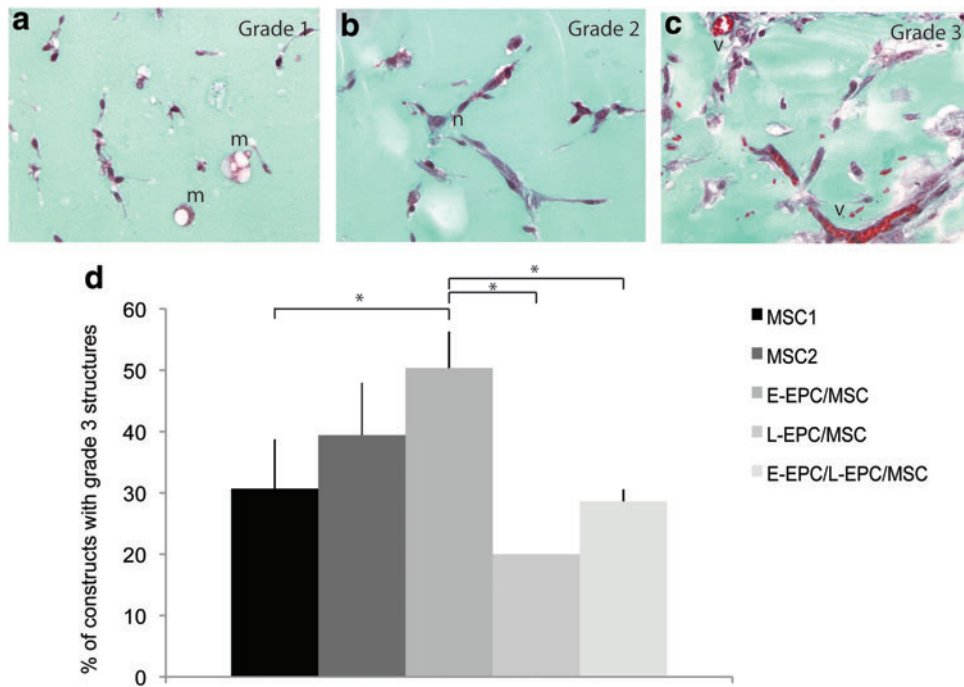 a
Grade 1
m
m
b
Grade 2
n
c
Grade 3
v
v
d
% of constructs with grade 3 structures
60
50
40
30
20
10
0
*
*
*
MSC1
MSC2
E-EPC/MSC
L-EPC/MSC
E-EPC/L-EPC/MSC